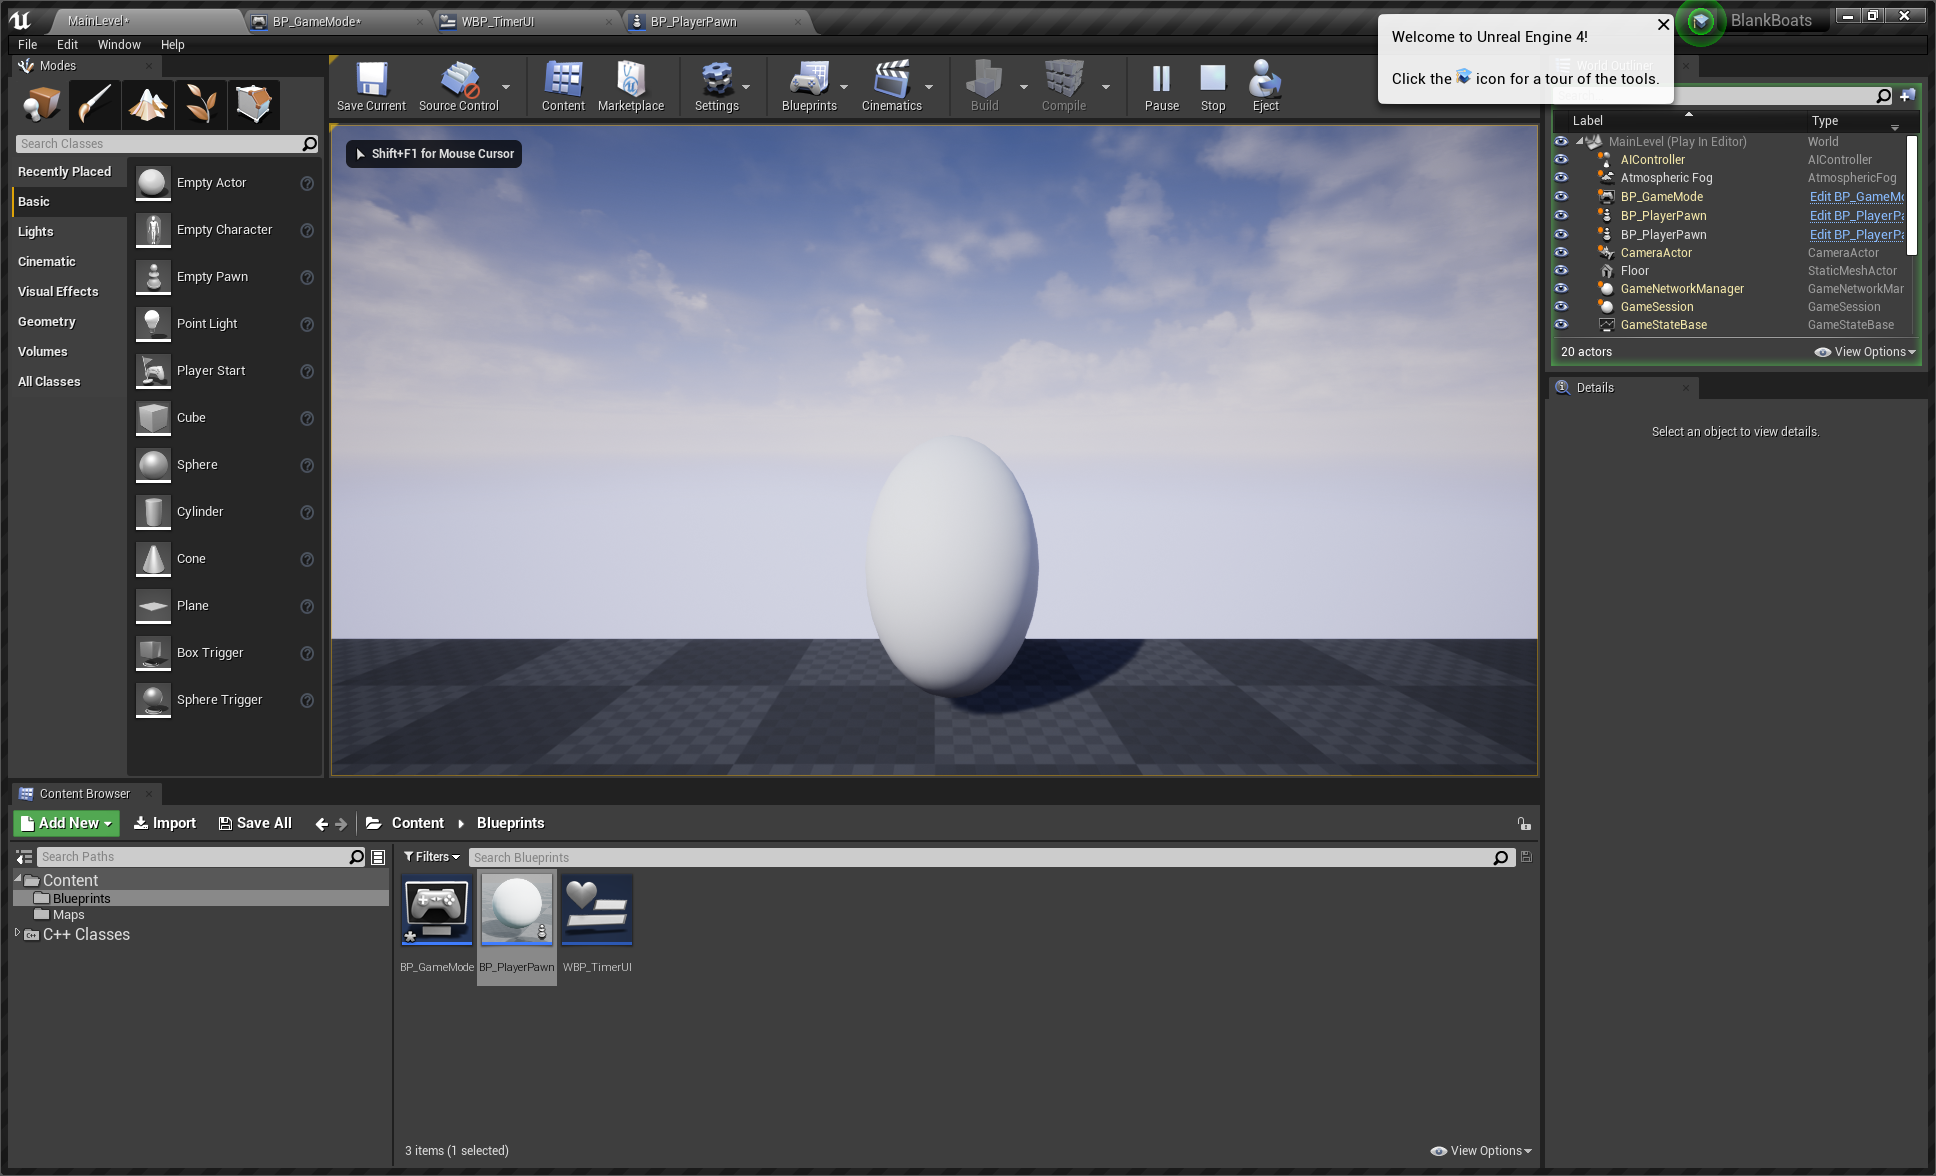 MainLevel*
BP_GameMode*
WBP_TimerUI
BP_PlayerPawn
BlankBoats
File Edit Window Help
Welcome to Unreal Engine 4!
Click the icon for a tour of the tools.
Modes
Search Classes
Recently Placed
Basic
Lights
Cinematic
Visual Effects
Geometry
Volumes
All Classes
Empty Actor
Empty Character
Empty Pawn
Point Light
Player Start
Cube
Sphere
Cylinder
Cone
Plane
Box Trigger
Sphere Trigger
Save Current
Source Control
Content
Marketplace
Settings
Blueprints
Cinematics
Build
Compile
Pause
Stop
Eject
Shift+F1 for Mouse Cursor
World Outliner
Label Type
MainLevel (Play In Editor) World
AIController AIController
Atmospheric Fog AtmosphericFog
BP_GameMode Edit BP_GameMo
BP_PlayerPawn Edit BP_PlayerPa
BP_PlayerPawn Edit BP_PlayerPa
CameraActor CameraActor
Floor StaticMeshActor
GameNetworkManager GameNetworkMar
GameSession GameSession
GameStateBase GameStateBase
20 actors View Options
Details
Select an object to view details.
Content Browser
Add New Import Save All Content Blueprints
Search Paths
Content
Blueprints
Maps
C++ Classes
Filters Search Blueprints
BP_GameMode BP_PlayerPawn WBP_TimerUI
3 items (1 selected) View Options